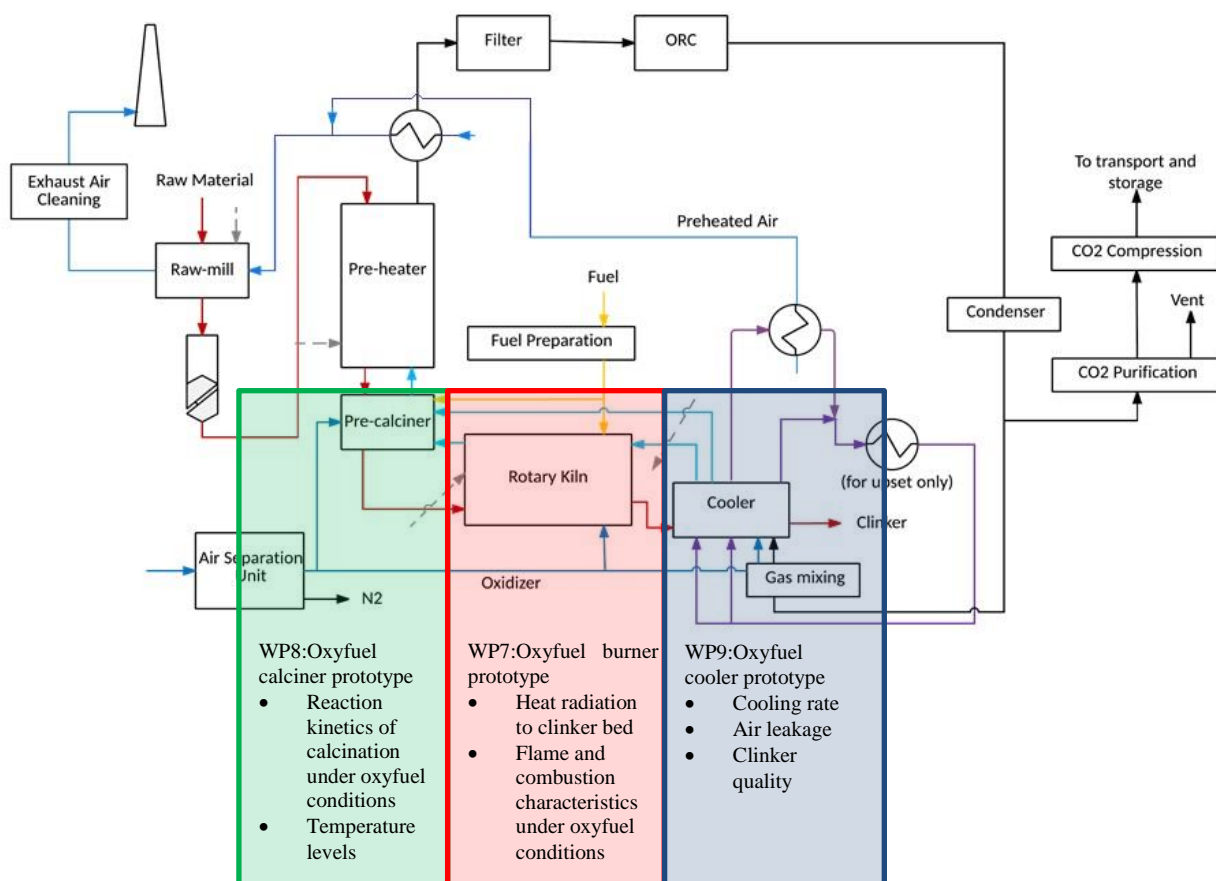 Filter
ORC
Exhaust Air
Cleaning
Raw Material
To transport and
storage
Preheated Air
Raw-mill
Pre-heater
CO2 Compression
Fuel
Vent
Condenser
Fuel Preparation
CO2 Purification
Pre-calciner
Rotary Kiln
(for upset only)
Cooler
Clinker
Air Separation
Unit
Oxidizer
Gas mixing
N2
WP8:Oxyfuel
calciner prototype
• Reaction
kinetics of
calcination
under oxyfuel
conditions
• Temperature
levels
WP7:Oxyfuel burner
prototype
• Heat radiation
to clinker bed
• Flame and
combustion
characteristics
under oxyfuel
conditions
WP9:Oxyfuel
cooler prototype
• Cooling rate
• Air leakage
• Clinker
quality